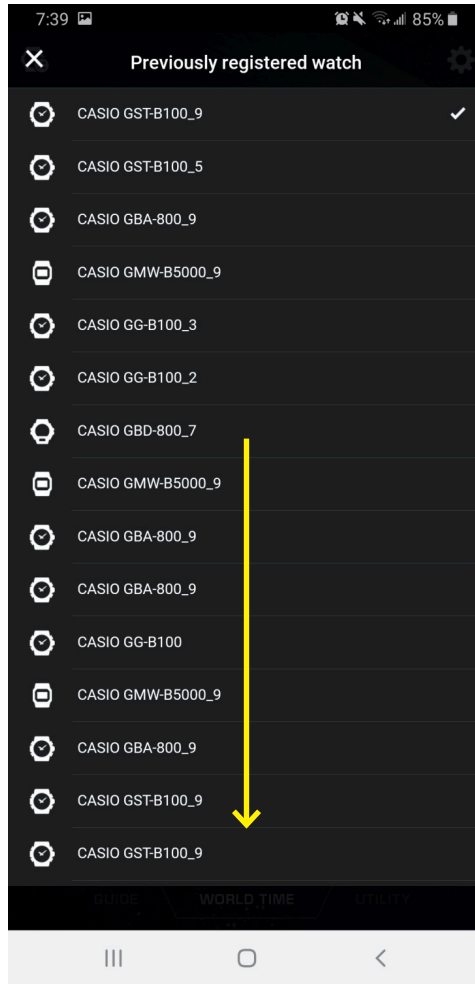 7:39 85%
Previously registered watch
CASIO GST-B100_9
CASIO GST-B100_5
CASIO GBA-800_9
CASIO GMW-B5000_9
CASIO GG-B100_3
CASIO GG-B100_2
CASIO GBD-800_7
CASIO GMW-B5000_9
CASIO GBA-800_9
CASIO GBA-800_9
CASIO GG-B100
CASIO GMW-B5000_9
CASIO GBA-800_9
CASIO GST-B100_9
CASIO GST-B100_9
GUIDE WORLD TIME UTILITY